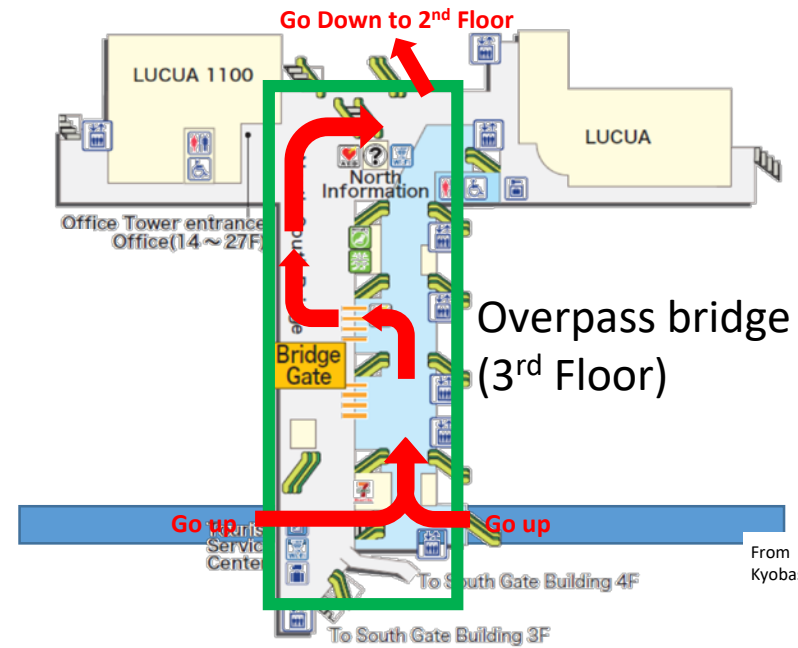 Go Down to 2nd Floor
LUCUA 1100
LUCUA
North
Information
Office Tower entrance
Office(14～27F)
Overpass bridge
(3rd Floor)
Bridge
Gate
Go up
Go up
Touris
Service
Center
From
Kyoba
To South Gate Building 4F
To South Gate Building 3F